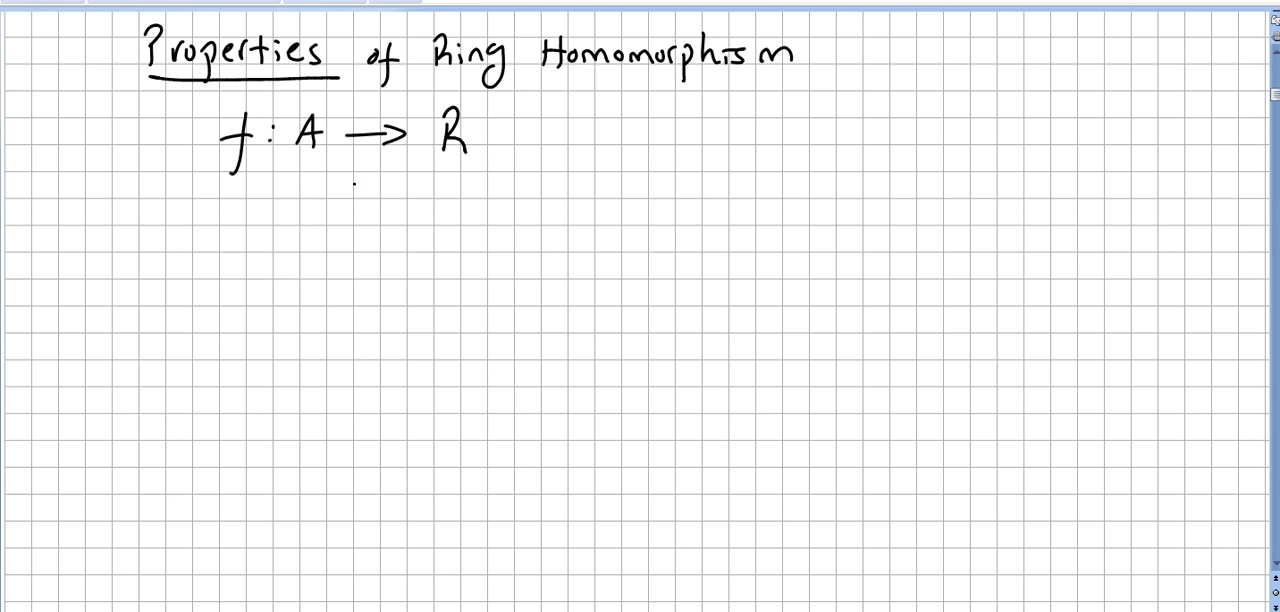 Properties of Ring Homomorphism
f : A → R